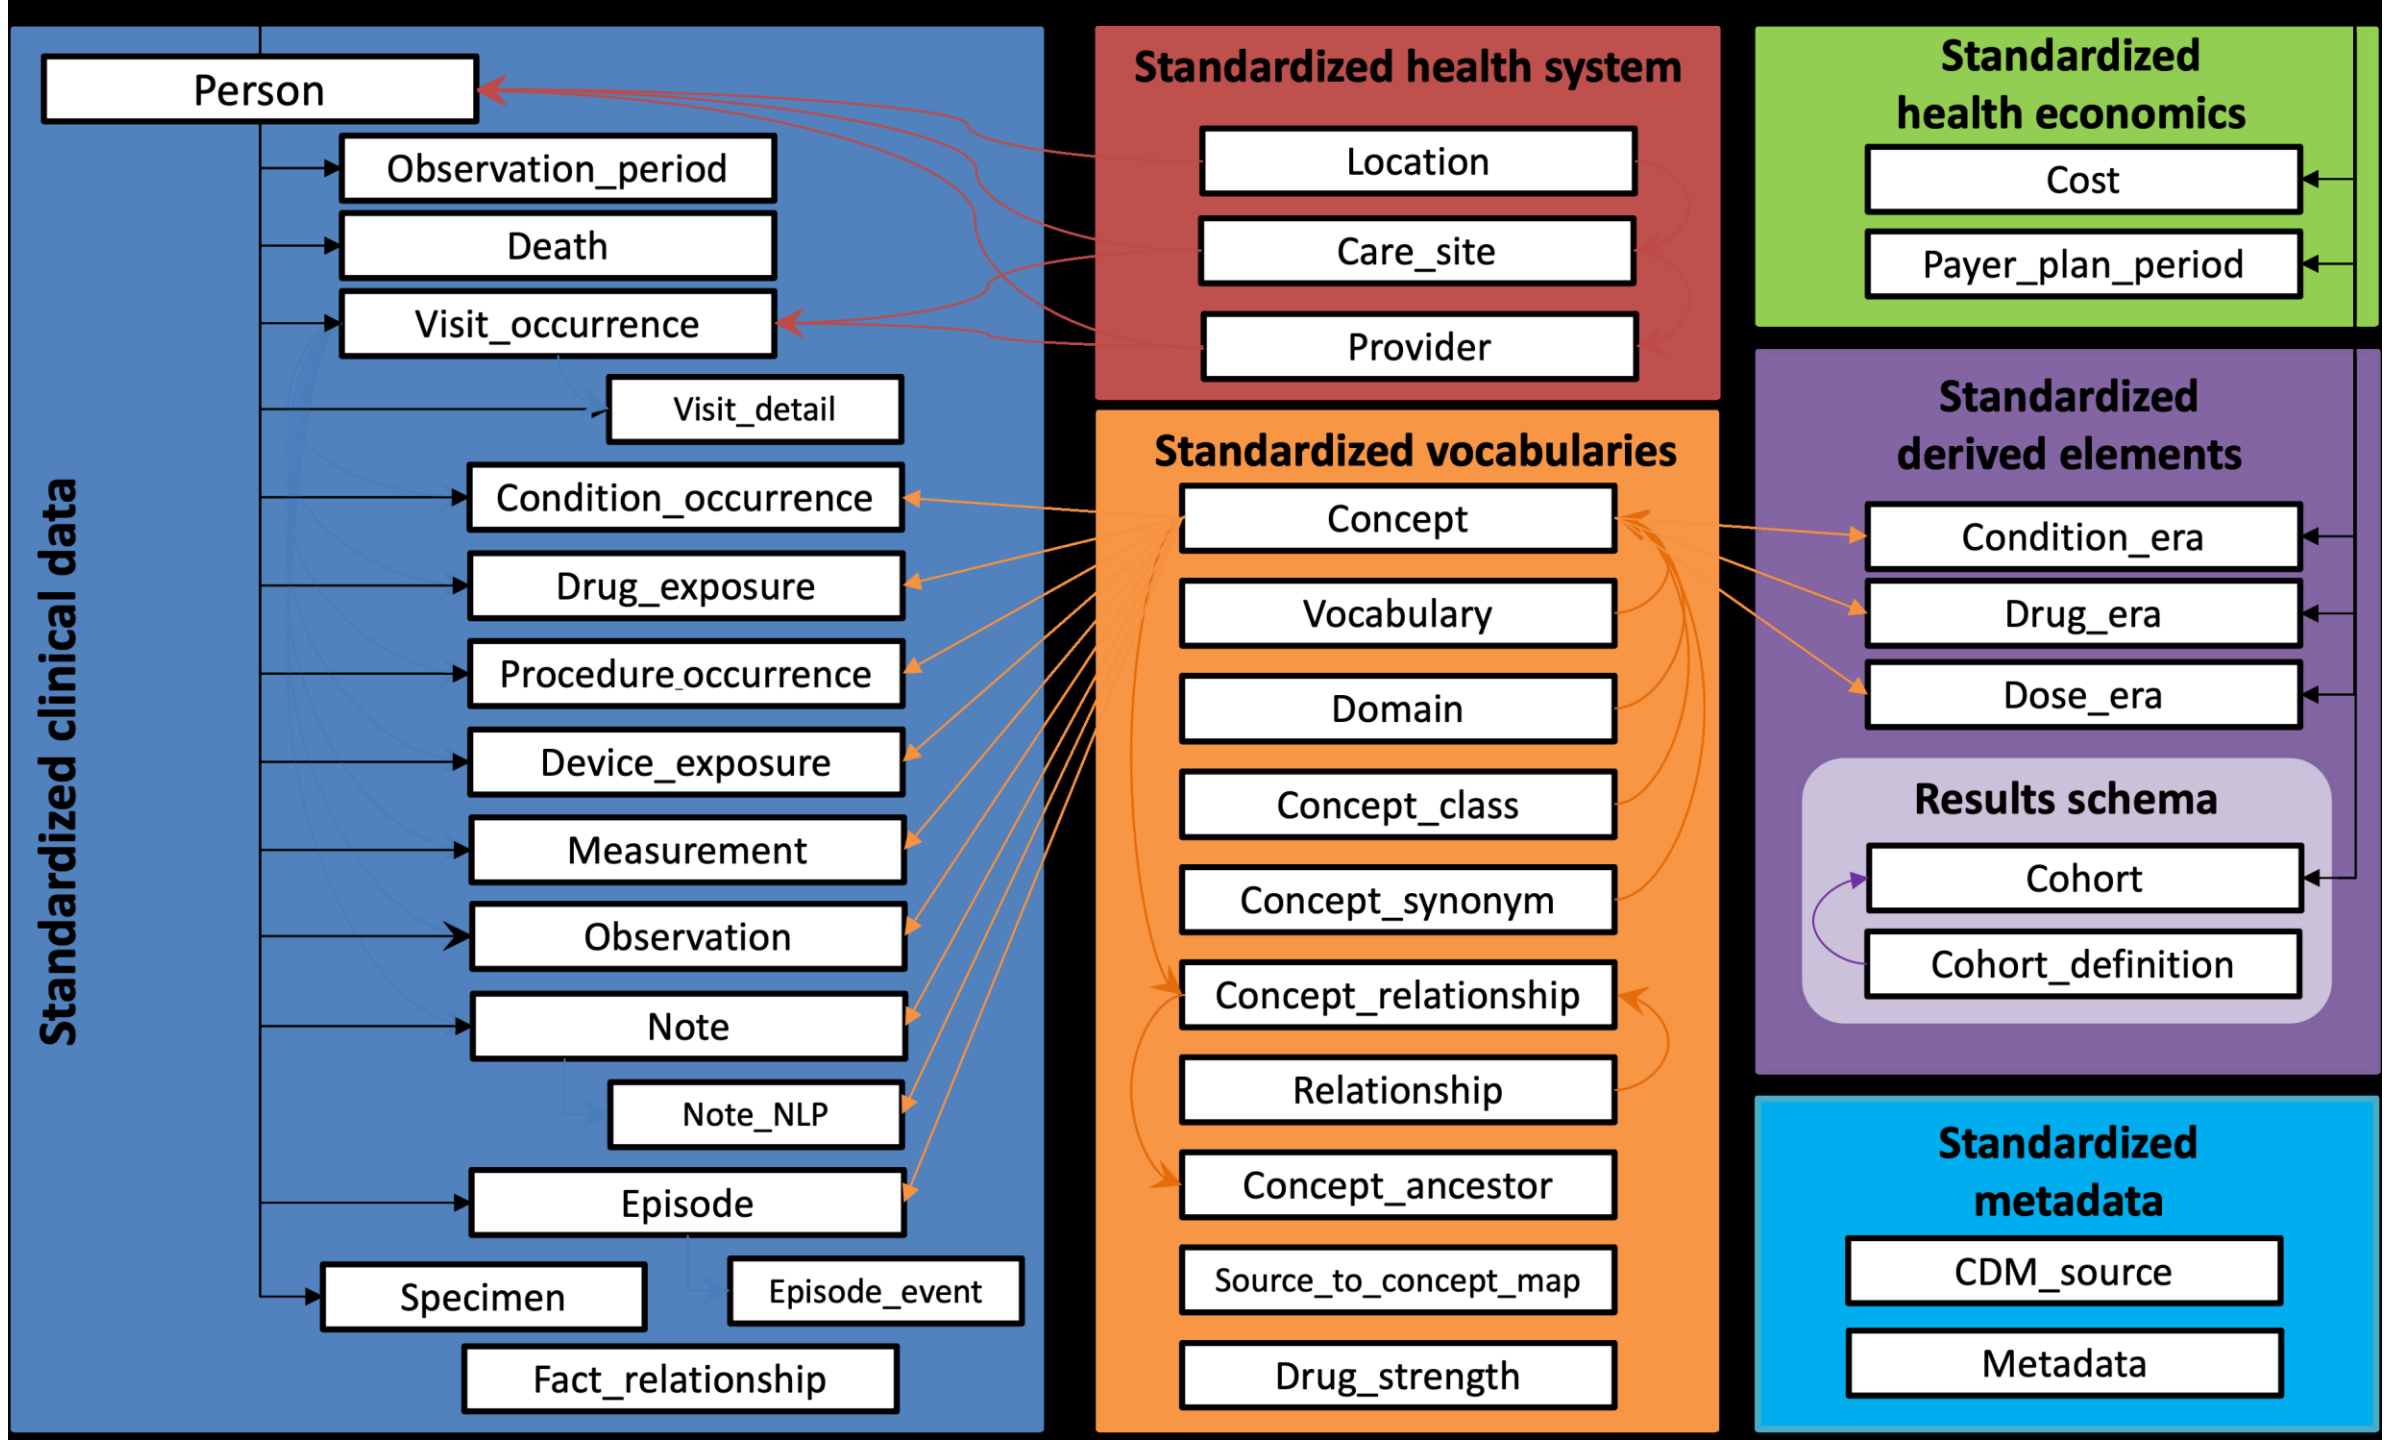 Standardized clinical data
Person
Observation_period
Death
Visit_occurrence
Visit_detail
Condition_occurrence
Drug_exposure
Procedure_occurrence
Device_exposure
Measurement
Observation
Note
Note_NLP
Episode
Episode_event
Specimen
Fact_relationship
Standardized health system
Location
Care_site
Provider
Standardized vocabularies
Concept
Vocabulary
Domain
Concept_class
Concept_synonym
Concept_relationship
Relationship
Concept_ancestor
Source_to_concept_map
Drug_strength
Standardized
health economics
Cost
Payer_plan_period
Standardized
derived elements
Condition_era
Drug_era
Dose_era
Results schema
Cohort
Cohort_definition
Standardized
metadata
CDM_source
Metadata